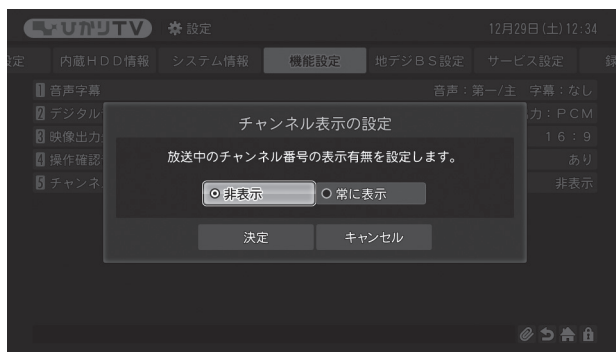 ひかりTV 設定 12月29日(土)12:34
設定 内蔵HDD情報 システム情報 機能設定 地デジBS設定 サービス設定
1 音声字幕 音声:第一/主 字幕:なし
2 デジタル 力:PCM
3 映像出力 16:9
4 操作確認 あり
5 チャンネ 非表示
チャンネル表示の設定
放送中のチャンネル番号の表示有無を設定します。
非表示 常に表示
決定 キャンセル